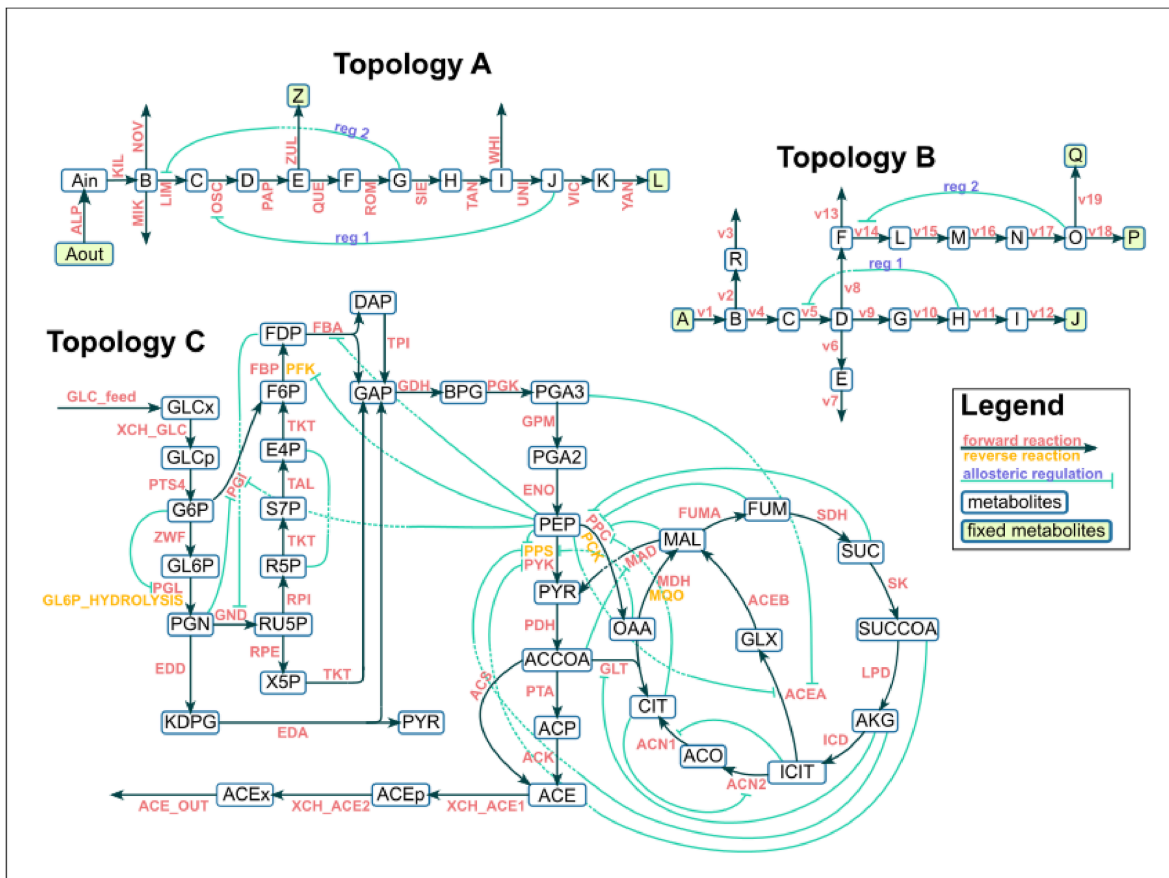 Topology A
Z
NOV
ZUL
reg 2
WHI
KIL
Ain
B
C
D
E
F
G
H
I
J
K
L
ALP
MIK
LIM
OSC
PAP
QUE
ROM
SIE
TAN
UNI
VIC
YAN
Aout
reg 1
Topology B
Q
reg 2
v19
v13
F
v14
L
v15
M
v16
N
v17
O
v18
P
v3
R
v2
v8
reg 1
A
v1
B
v4
C
v5
D
v9
G
v10
H
v11
I
v12
J
v6
E
v7
Topology C
DAP
FDP
FBA
TPI
FBP
PFK
GLC_feed
GLCx
F6P
GAP
GDH
BPG
PGK
PGA3
XCH_GLC
TKT
GPM
GLCp
E4P
PGA2
PTS4
PGI
TAL
ENO
G6P
S7P
PEP
PPC
FUMA
FUM
SDH
ZWF
TKT
PPS
PCK
MAD
MAL
SUC
GL6P
R5P
PYK
MDH
SK
PGL
PYR
MQO
ACEB
GL6P_HYDROLYSIS
RPI
PGN
GND
RU5P
PDH
OAA
GLX
SUCCOA
RPE
ACCOA
GLT
EDD
X5P
TKT
ACS
PTA
CIT
ACEA
LPD
KDPG
EDA
PYR
ACP
ACN1
ACO
ICD
AKG
ACK
ACN2
ICIT
ACE_OUT
ACEx
XCH_ACE2
ACEp
XCH_ACE1
ACE
Legend
forward reaction
reverse reaction
allosteric regulation
metabolites
fixed metabolites